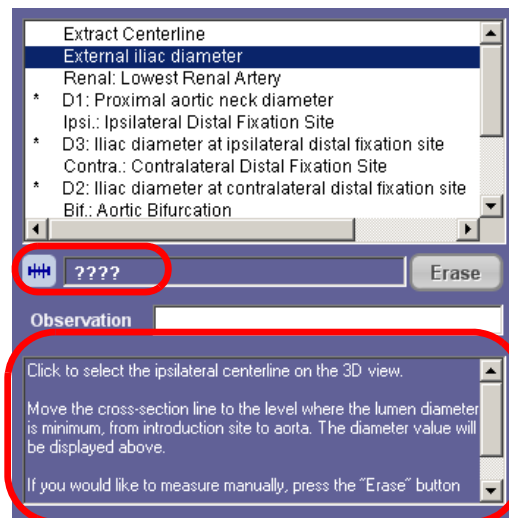 Extract Centerline
External iliac diameter
Renal: Lowest Renal Artery
* D1: Proximal aortic neck diameter
Ipsi.: Ipsilateral Distal Fixation Site
* D3: Iliac diameter at ipsilateral distal fixation site
Contra.: Contralateral Distal Fixation Site
* D2: Iliac diameter at contralateral distal fixation site
Bif.: Aortic Bifurcation
???? Erase
Observation
Click to select the ipsilateral centerline on the 3D view.
Move the cross-section line to the level where the lumen diameter
is minimum, from introduction site to aorta. The diameter value will
be displayed above.
If you would like to measure manually, press the "Erase" button